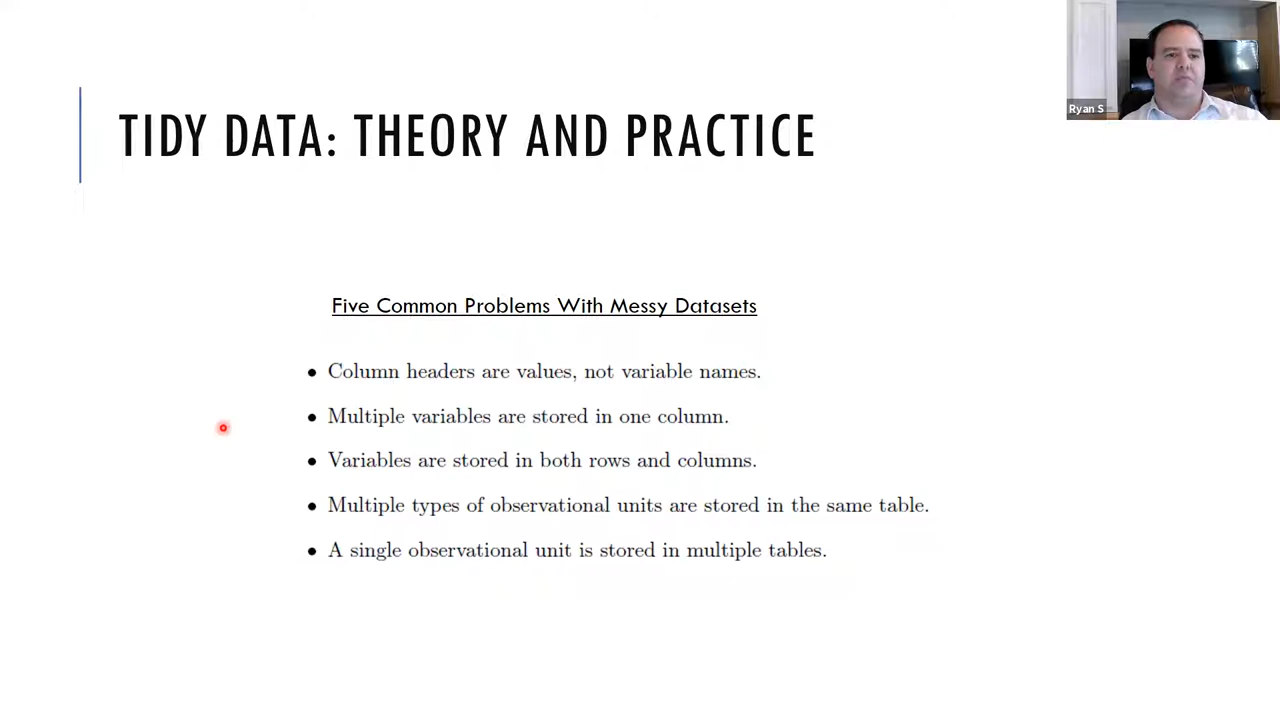 TIDY DATA: THEORY AND PRACTICE
Ryan S
Five Common Problems With Messy Datasets
• Column headers are values, not variable names.
• Multiple variables are stored in one column.
• Variables are stored in both rows and columns.
• Multiple types of observational units are stored in the same table.
• A single observational unit is stored in multiple tables.